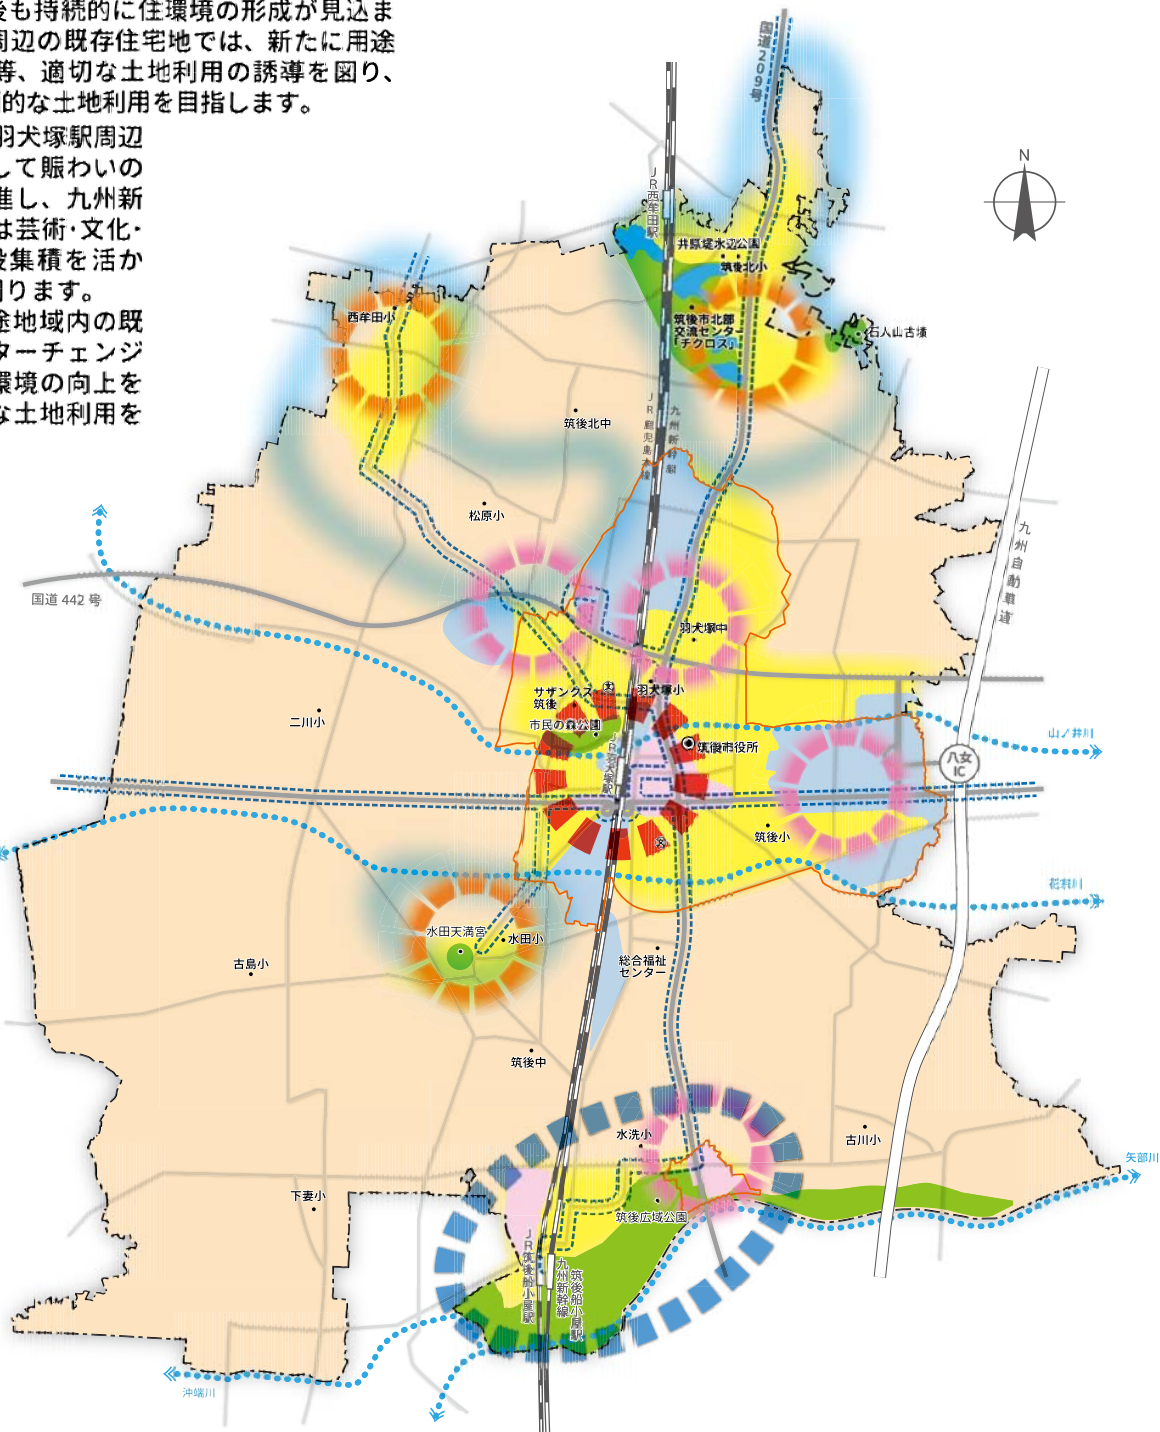 後も持続的に住環境の形成が見込ま
周辺の既存住宅地では、新たに用途
等、適切な土地利用の誘導を図り、
的な土地利用を目指します。
羽犬塚駅周辺
して賑わいの
進し、九州新
は芸術・文化・
設集積を活か
図ります。
途地域内の既
ターチェンジ
環境の向上を
な土地利用を
国道209号
N
JR西牟田駅
井原堤水辺公園
筑後北小
西牟田小
筑後市北部
交流センター
「チクロス」
石人山古墳
JR鹿児島本線
九州新幹線
筑後北中
松原小
九州自動車道
国道 442 号
羽犬塚中
サザンクス
筑後
羽犬塚小
二川小
市民の森公園
JR羽犬塚駅
筑後市役所
山ノ井川
八女
IC
筑後小
花宗川
水田天満宮
水田小
古島小
総合福祉
センター
筑後中
水洗小
古川小
矢部川
下妻小
筑後広域公園
JR筑後船小屋駅
九州新幹線
筑後船小屋駅
沖端川